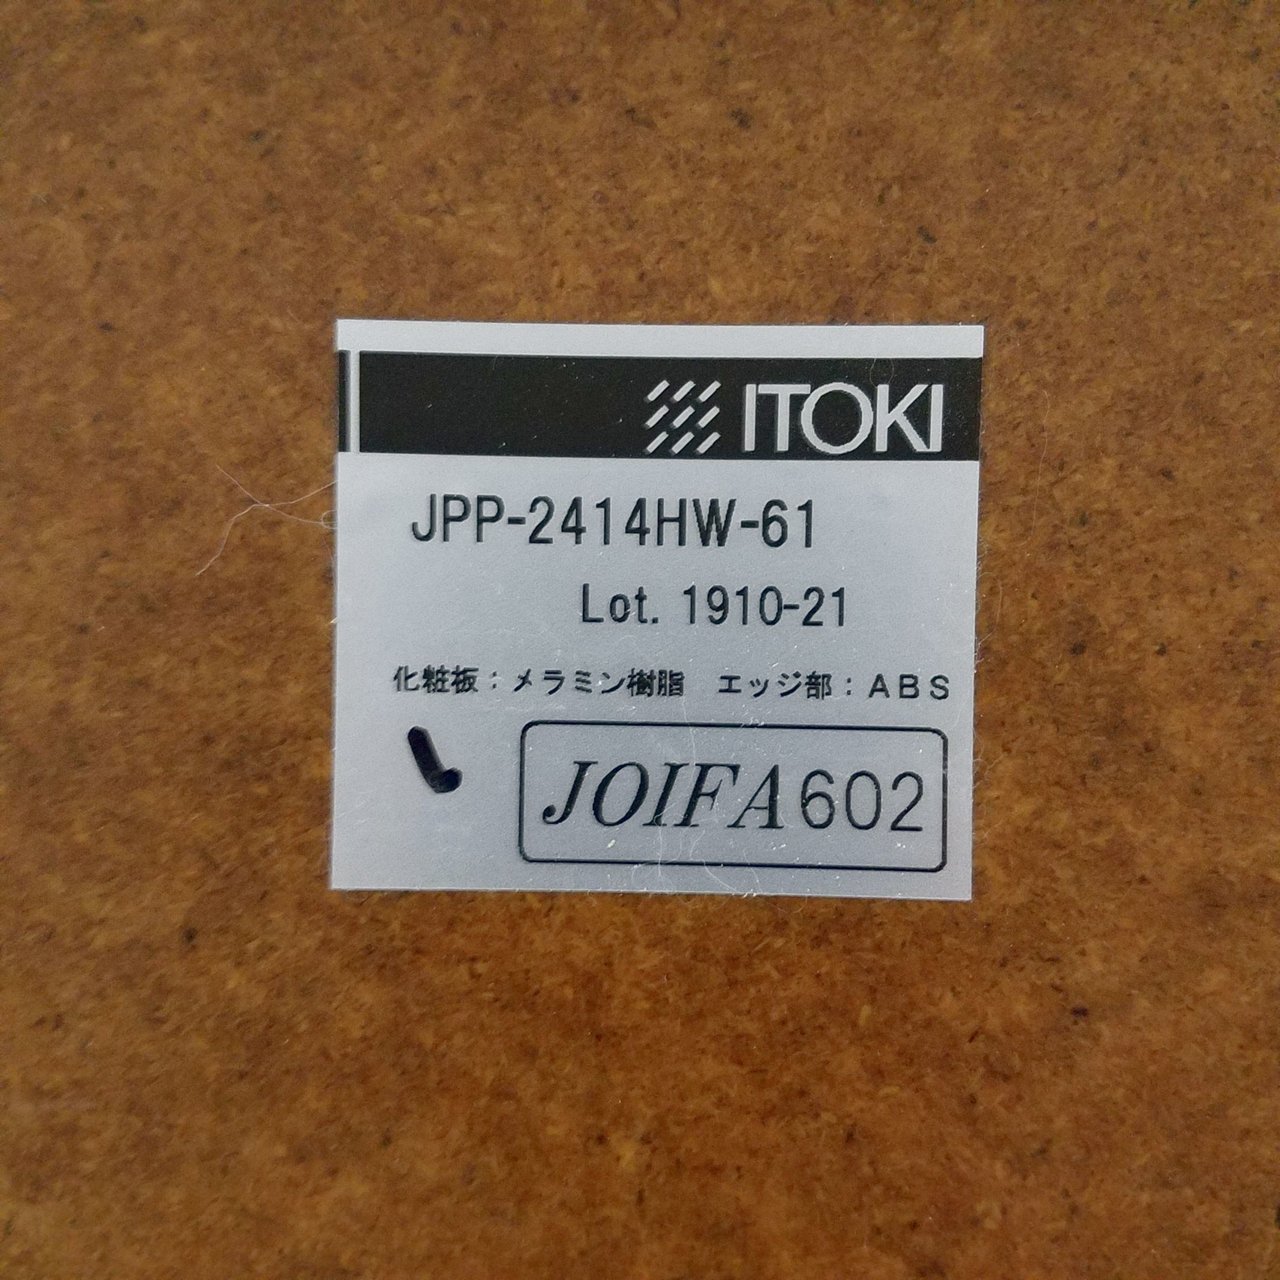 ITOKI
JPP-2414HW-61
Lot. 1910-21
化粧板：メラミン樹脂　エッジ部：ABS
JOIFA602